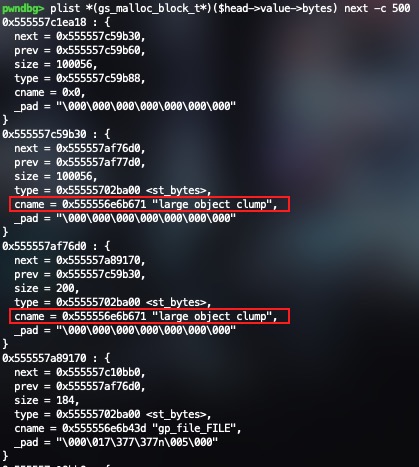 pwndbg> plist *(gs_malloc_block_t*)($head->value->bytes) next -c 500
0x555557c1ea18 : {
next = 0x555557c59b30,
prev = 0x555557c59b60,
size = 100056,
type = 0x555557c59b88,
cname = 0x0,
_pad = "\000\000\000\000\000\000\000"
}
0x555557c59b30 : {
next = 0x555557af76d0,
prev = 0x555557af77d0,
size = 100056,
type = 0x55555702ba00 <st_bytes>,
cname = 0x555556e6b671 "large object clump",
_pad = "\000\000\000\000\000\000\000"
}
0x555557af76d0 : {
next = 0x555557a89170,
prev = 0x555557c59b30,
size = 200,
type = 0x55555702ba00 <st_bytes>,
cname = 0x555556e6b671 "large object clump",
_pad = "\000\000\000\000\000\000\000"
}
0x555557a89170 : {
next = 0x555557c10bb0,
prev = 0x555557af76d0,
size = 184,
type = 0x55555702ba00 <st_bytes>,
cname = 0x555556e6b43d "gp_file_FILE",
_pad = "\000\017\377\377n\005\000"
}